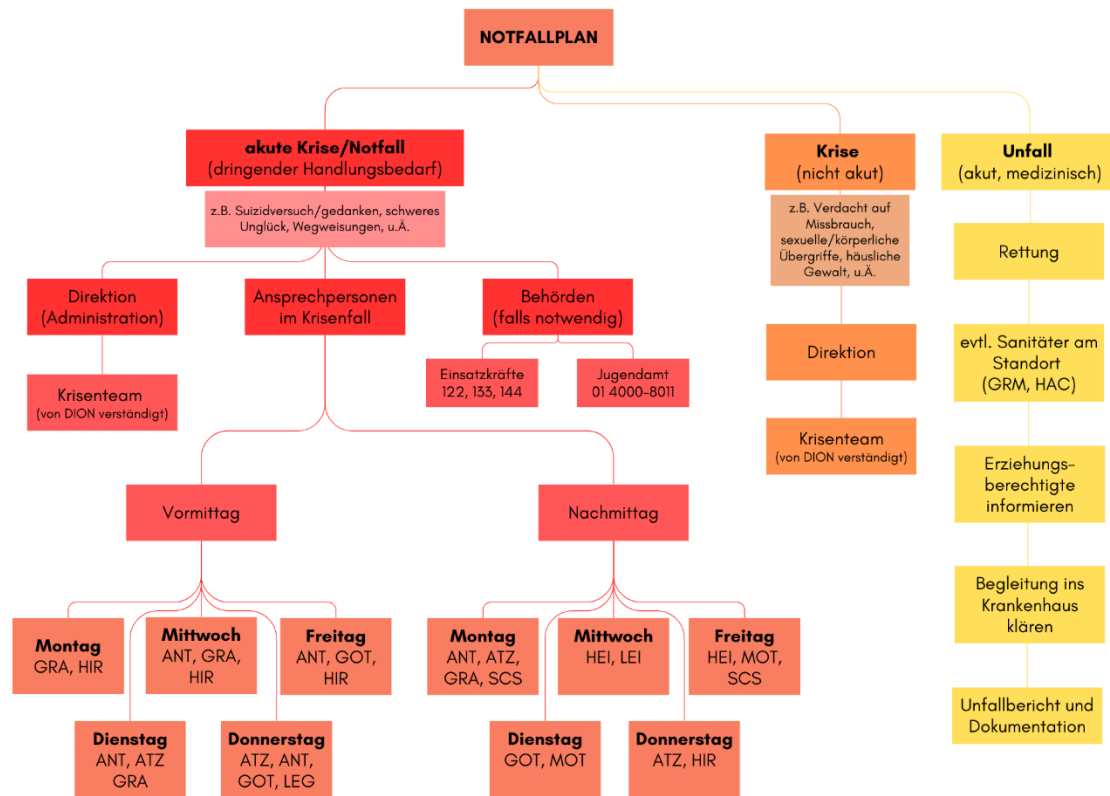 NOTFALLPLAN
akute Krise/Notfall
(dringender Handlungsbedarf)
z.B. Suizidversuch/gedanken, schweres
Unglück, Wegweisungen, u.Ä.
Direktion
(Administration)
Krisenteam
(von DION verständigt)
Ansprechpersonen
im Krisenfall
Behörden
(falls notwendig)
Einsatzkräfte
122, 133, 144
Jugendamt
01 4000-8011
Vormittag
Montag
GRA, HIR
Dienstag
ANT, ATZ
GRA
Mittwoch
ANT, GRA,
HIR
Donnerstag
ATZ, ANT,
GOT, LEG
Freitag
ANT, GOT,
HIR
Nachmittag
Montag
ANT, ATZ,
GRA, SCS
Dienstag
GOT, MOT
Mittwoch
HEI, LEI
Donnerstag
ATZ, HIR
Freitag
HEI, MOT,
SCS
Krise
(nicht akut)
z.B. Verdacht auf
Missbrauch,
sexuelle/körperliche
Übergriffe, häusliche
Gewalt, u.Ä.
Direktion
Krisenteam
(von DION verständigt)
Unfall
(akut, medizinisch)
Rettung
evtl. Sanitäter am
Standort
(GRM, HAC)
Erziehungs-
berechtigte
informieren
Begleitung ins
Krankenhaus
klären
Unfallbericht und
Dokumentation